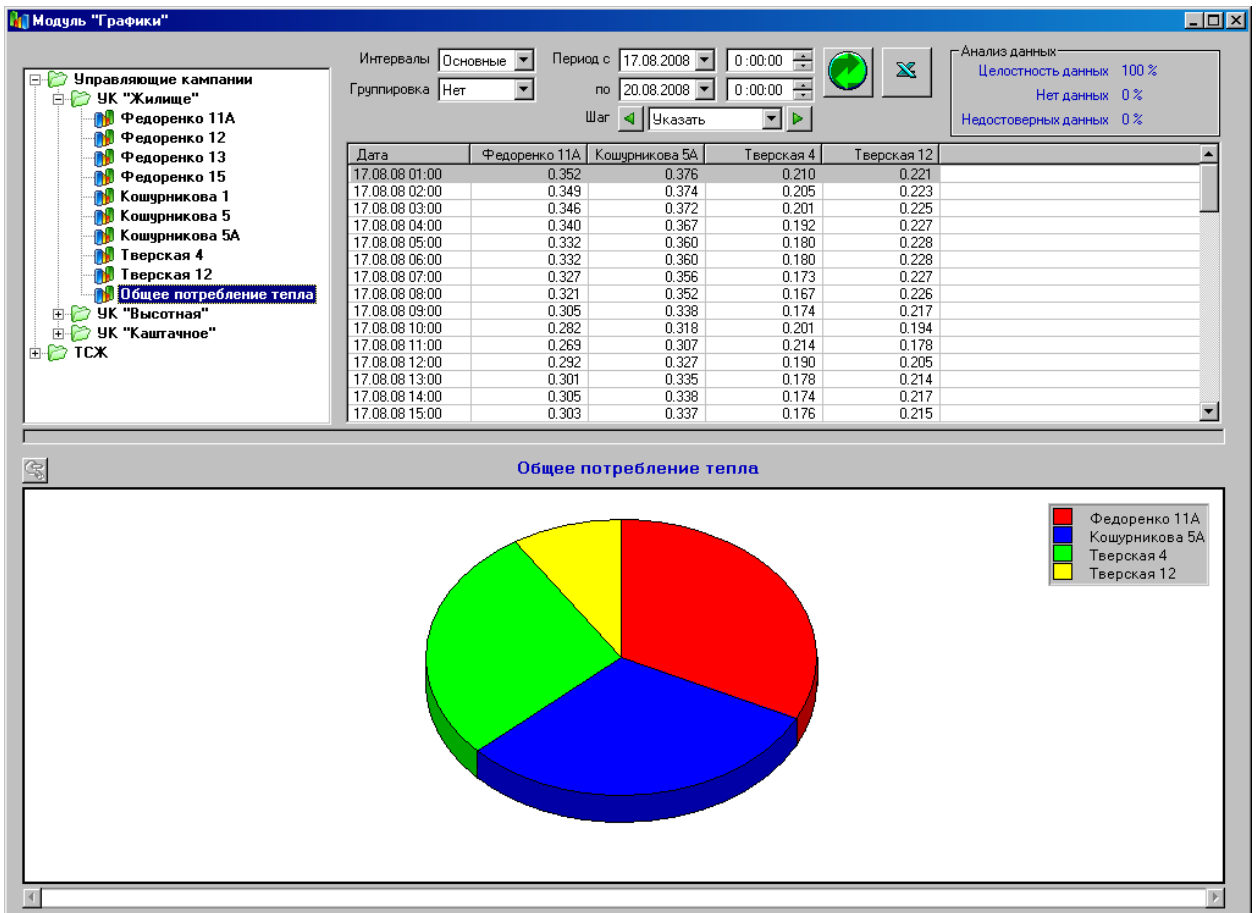 Модуль "Графики"
Управляющие кампании
УК "Жилище"
Федоренко 11А
Федоренко 12
Федоренко 13
Федоренко 15
Кошурникова 1
Кошурникова 5
Кошурникова 5А
Тверская 4
Тверская 12
Общее потребление тепла
УК "Высотная"
УК "Каштачное"
ТСЖ
Интервалы Основные Период с 17.08.2008 0:00:00
Группировка Нет по 20.08.2008 0:00:00
Шаг Указать
Анализ данных
Целостность данных 100 %
Нет данных 0 %
Недостоверных данных 0 %
Дата Федоренко 11А Кошурникова 5А Тверская 4 Тверская 12
17.08.08 01:00 0.352 0.376 0.210 0.221
17.08.08 02:00 0.349 0.374 0.205 0.223
17.08.08 03:00 0.346 0.372 0.201 0.225
17.08.08 04:00 0.340 0.367 0.192 0.227
17.08.08 05:00 0.332 0.360 0.180 0.228
17.08.08 06:00 0.332 0.360 0.180 0.228
17.08.08 07:00 0.327 0.356 0.173 0.227
17.08.08 08:00 0.321 0.352 0.167 0.226
17.08.08 09:00 0.305 0.338 0.174 0.217
17.08.08 10:00 0.282 0.318 0.201 0.194
17.08.08 11:00 0.269 0.307 0.214 0.178
17.08.08 12:00 0.292 0.327 0.190 0.205
17.08.08 13:00 0.301 0.335 0.178 0.214
17.08.08 14:00 0.305 0.338 0.174 0.217
17.08.08 15:00 0.303 0.337 0.176 0.215
Общее потребление тепла
Федоренко 11А
Кошурникова 5А
Тверская 4
Тверская 12